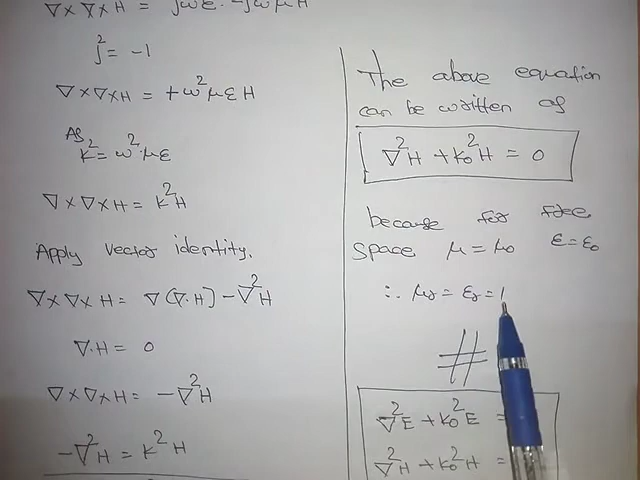 ∇×∇×H = jωε. -jωμH
j² = -1
∇×∇×H = +ω²μεH
As
k² = ω².με
∇×∇×H = k²H
Apply vector identity.
∇×∇×H = ∇(∇.H) - ∇²H
∇.H = 0
∇×∇×H = -∇²H
-∇²H = k²H
The above equation
can be written as
∇²H + k₀²H = 0
because for free
space μ = μ₀ ε = ε₀
∴ μr = εr = 1
∇²E + k₀²E =
∇²H + k₀²H =